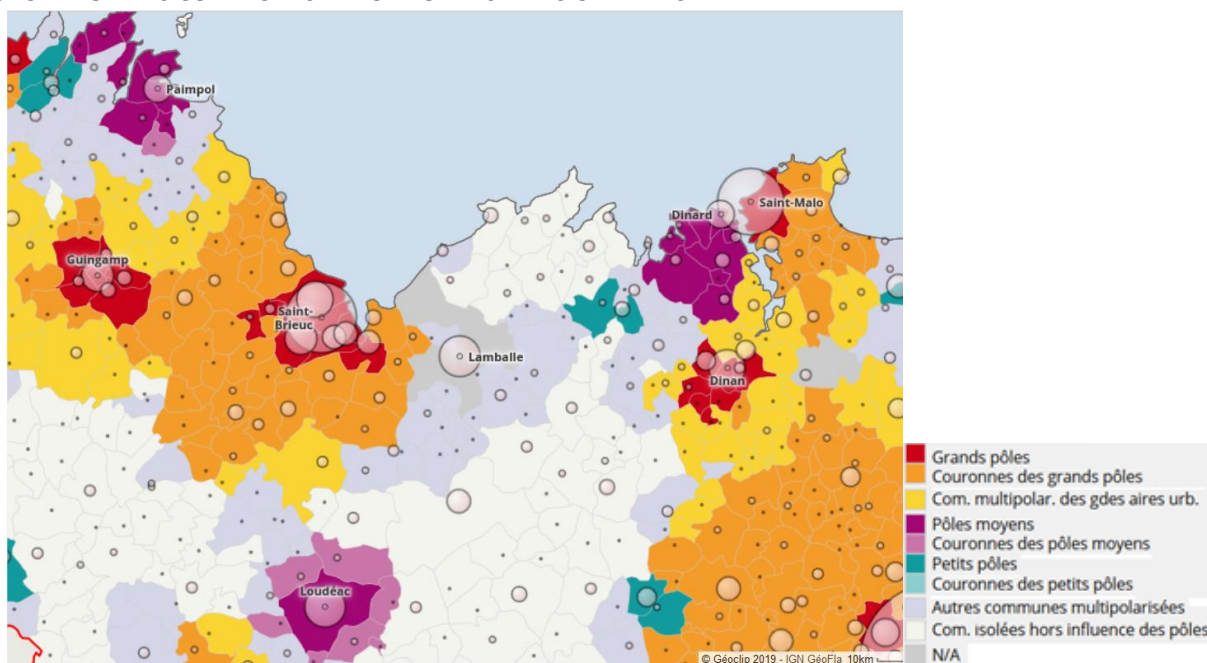 Paimpol
Saint-Malo
Dinard
Guingamp
Saint-
Brieuc
Lamballe
Dinan
Loudéac
© Géoclip 2019 - IGN GéoFla 10km
Grands pôles
Couronnes des grands pôles
Com. multipolar. des gdes aires urb.
Pôles moyens
Couronnes des pôles moyens
Petits pôles
Couronnes des petits pôles
Autres communes multipolarisées
Com. isolées hors influence des pôles
N/A